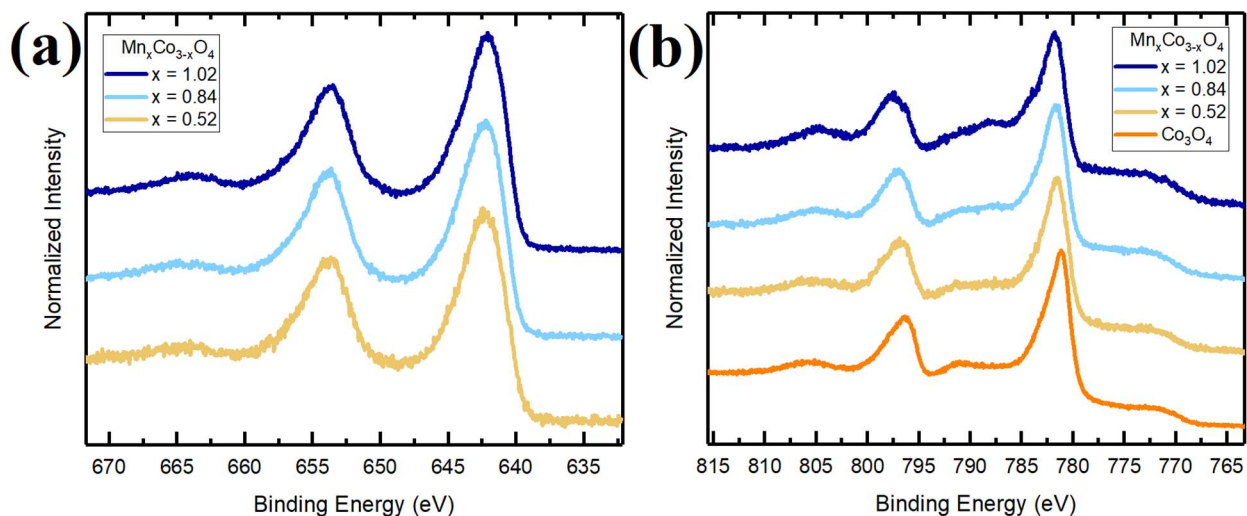 (a)
MnₓCo₃₋ₓO₄
x = 1.02
x = 0.84
x = 0.52
Normalized Intensity
670 665 660 655 650 645 640 635
Binding Energy (eV)
(b)
MnₓCo₃₋ₓO₄
x = 1.02
x = 0.84
x = 0.52
Co₃O₄
Normalized Intensity
815 810 805 800 795 790 785 780 775 770 765
Binding Energy (eV)